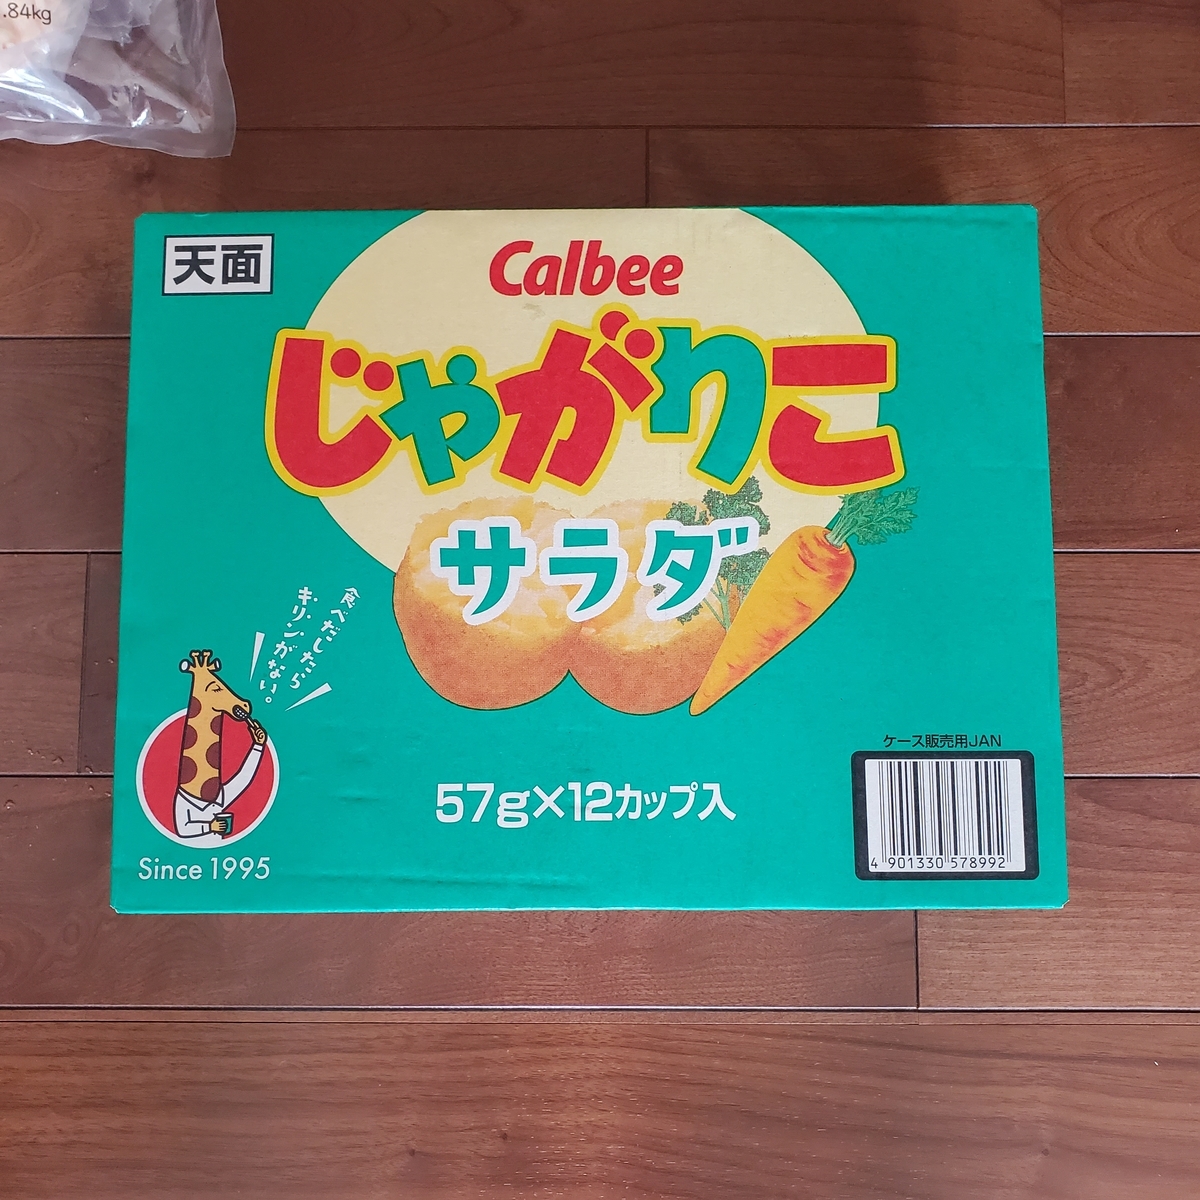 .84kg
天面
Calbee
じゃがりこ
サラダ
食べだしたら
キリンがない。
Since 1995
57g×12カップ入
ケース販売用JAN
4 901330 578992